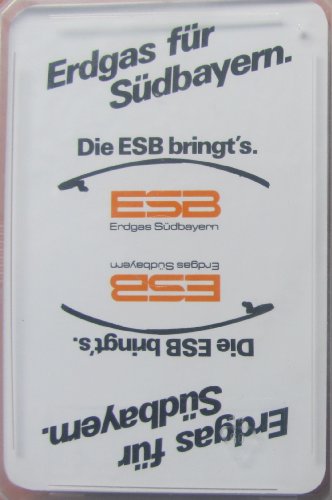 Erdgas für
Südbayern.
Die ESB bringt's.
ESB
Erdgas Südbayern
Erdgas Südbayern
ESB
Die ESB bringt's.
Erdgas für
Südbayern.